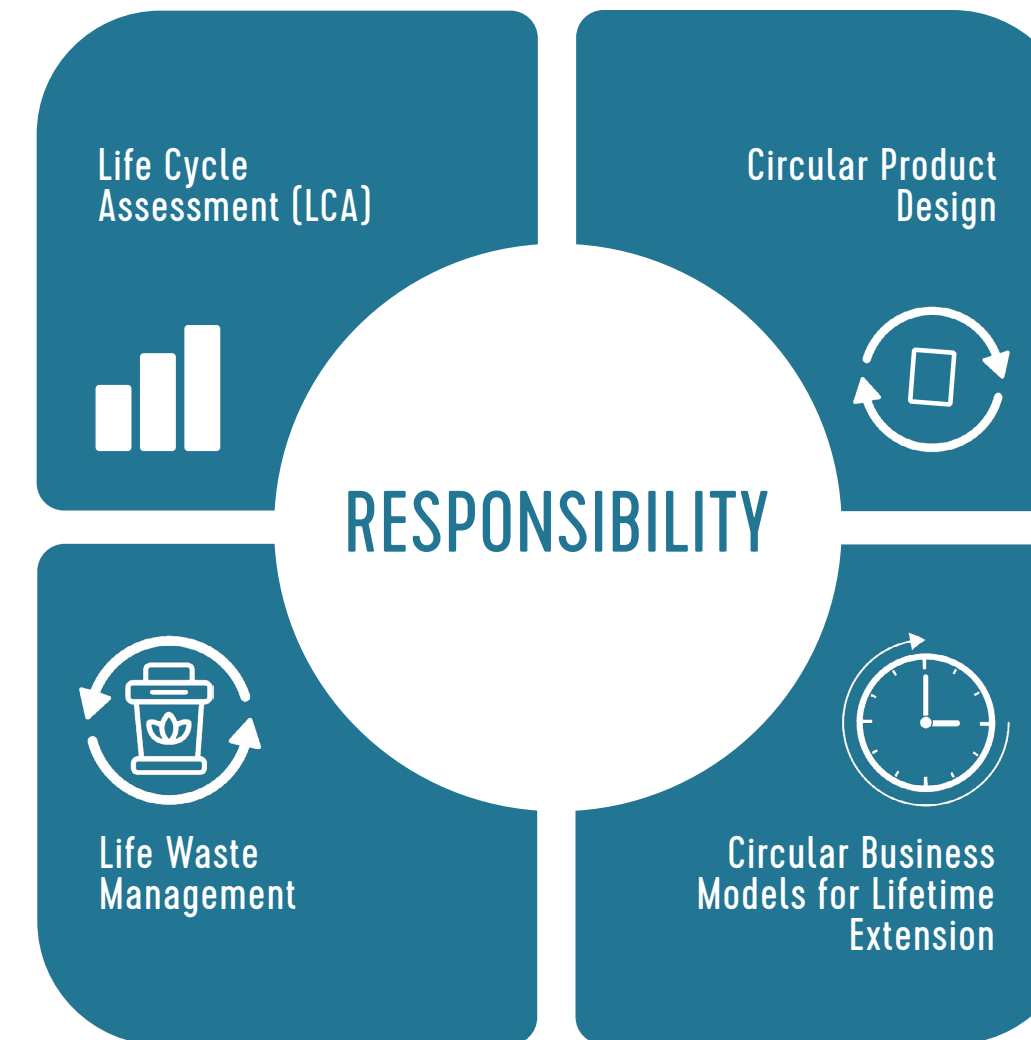 Life Cycle
Assessment (LCA)
Circular Product
Design
RESPONSIBILITY
Life Waste
Management
Circular Business
Models for Lifetime
Extension